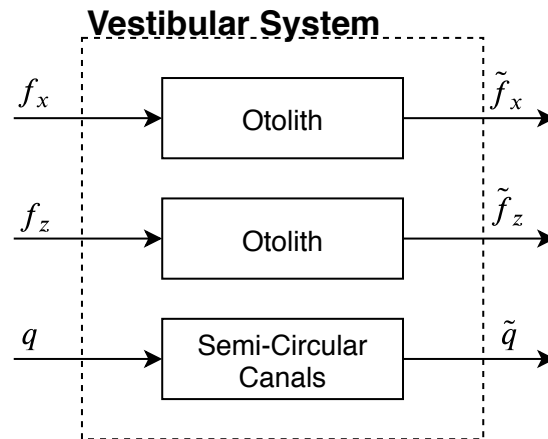 Vestibular System
f_x
Otolith
f̃_x
f_z
Otolith
f̃_z
q
Semi-Circular
Canals
q̃